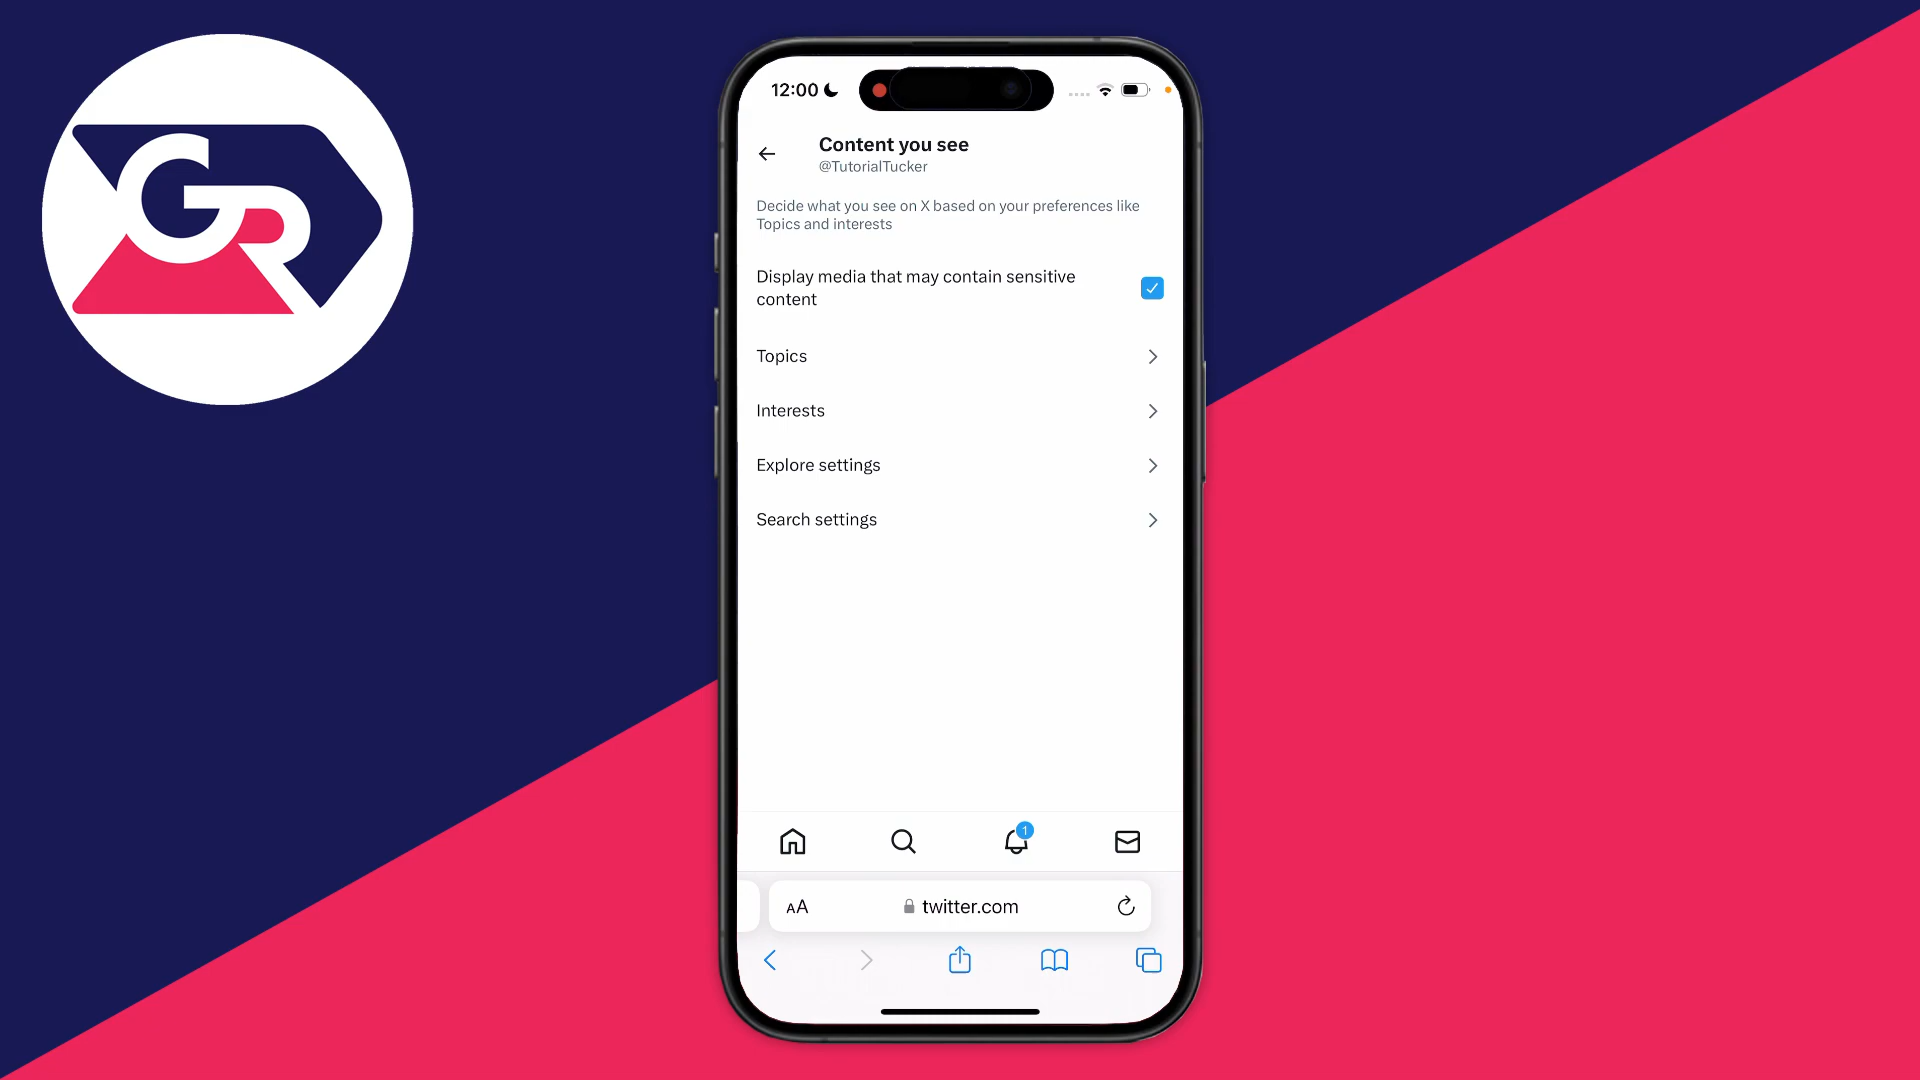 GR
12:00
Content you see
@TutorialTucker
Decide what you see on X based on your preferences like
Topics and interests
Display media that may contain sensitive
content
Topics
Interests
Explore settings
Search settings
1
AA
twitter.com